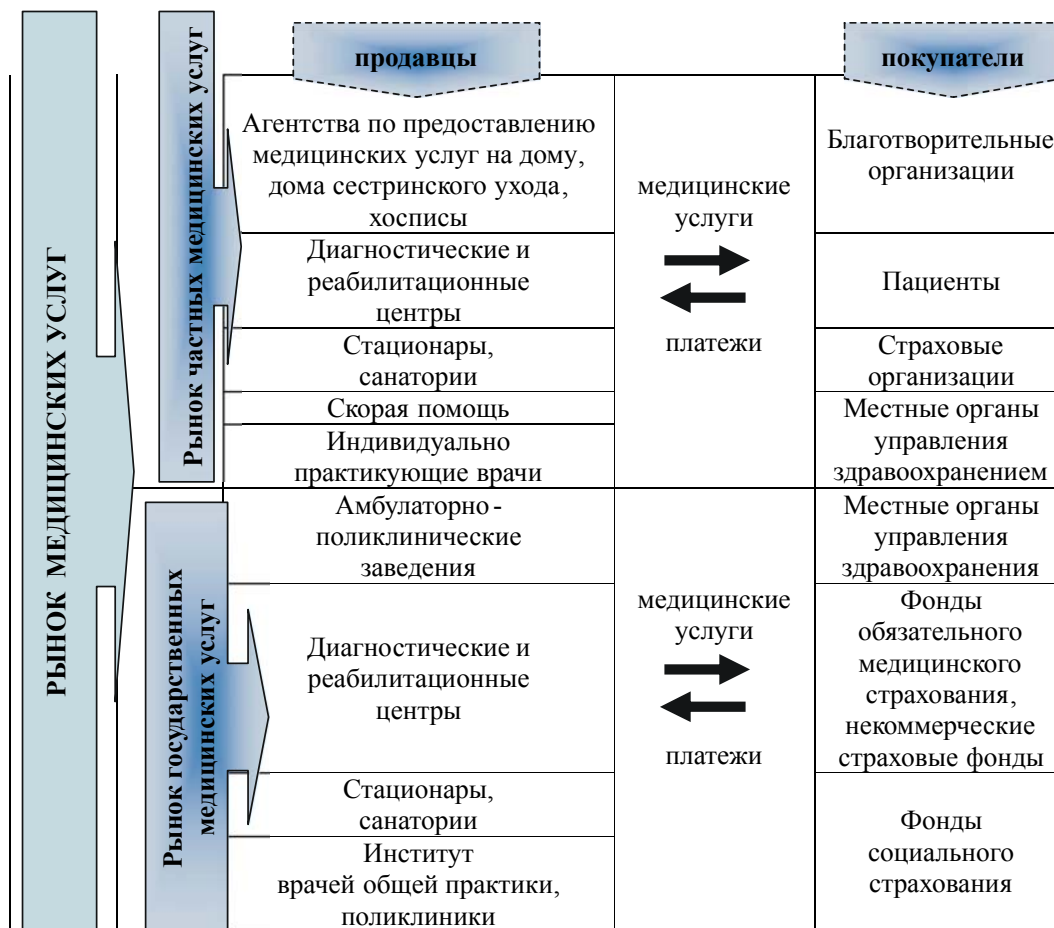 РЫНОК МЕДИЦИНСКИХ УСЛУГ
Рынок частных медицинских услуг
продавцы
покупатели
Агентства по предоставлению
медицинских услуг на дому,
дома сестринского ухода,
хосписы
Диагностические и
реабилитационные
центры
Стационары,
санатории
Скорая помощь
Индивидуально
практикующие врачи
медицинские
услуги
платежи
Благотворительные
организации
Пациенты
Страховые
организации
Местные органы
управления
здравоохранением
Рынок государственных
медицинских услуг
Амбулаторно-
поликлинические
заведения
Диагностические и
реабилитационные
центры
Стационары,
санатории
Институт
врачей общей практики,
поликлиники
медицинские
услуги
платежи
Местные органы
управления
здравоохранения
Фонды
обязательного
медицинского
страхования,
некоммерческие
страховые фонды
Фонды
социального
страхования